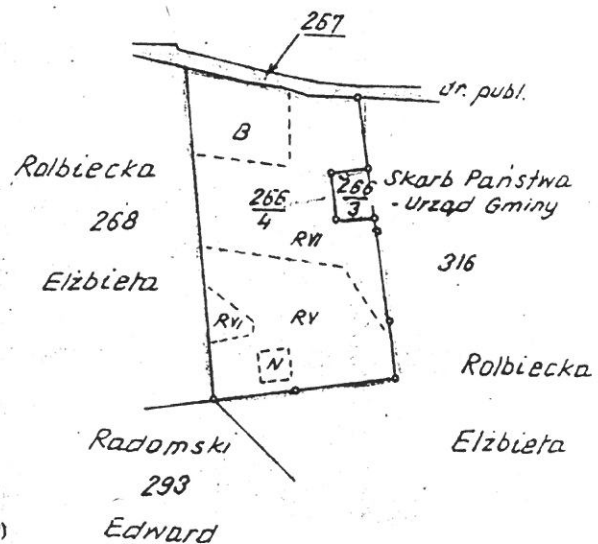 267
dr. publ.
B
Rolbiecka
268
Elżbieta
266
4
266
3
Skarb Państwa
- Urząd Gminy
RVI
316
RVI
RV
N
Rolbiecka
Elżbieta
Radomski
293
Edward
)